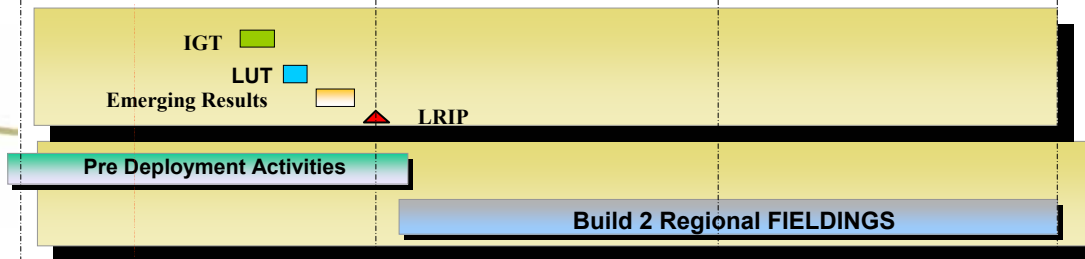 IGT
LUT
Emerging Results
LRIP
Pre Deployment Activities
Build 2 Regional FIELDINGS